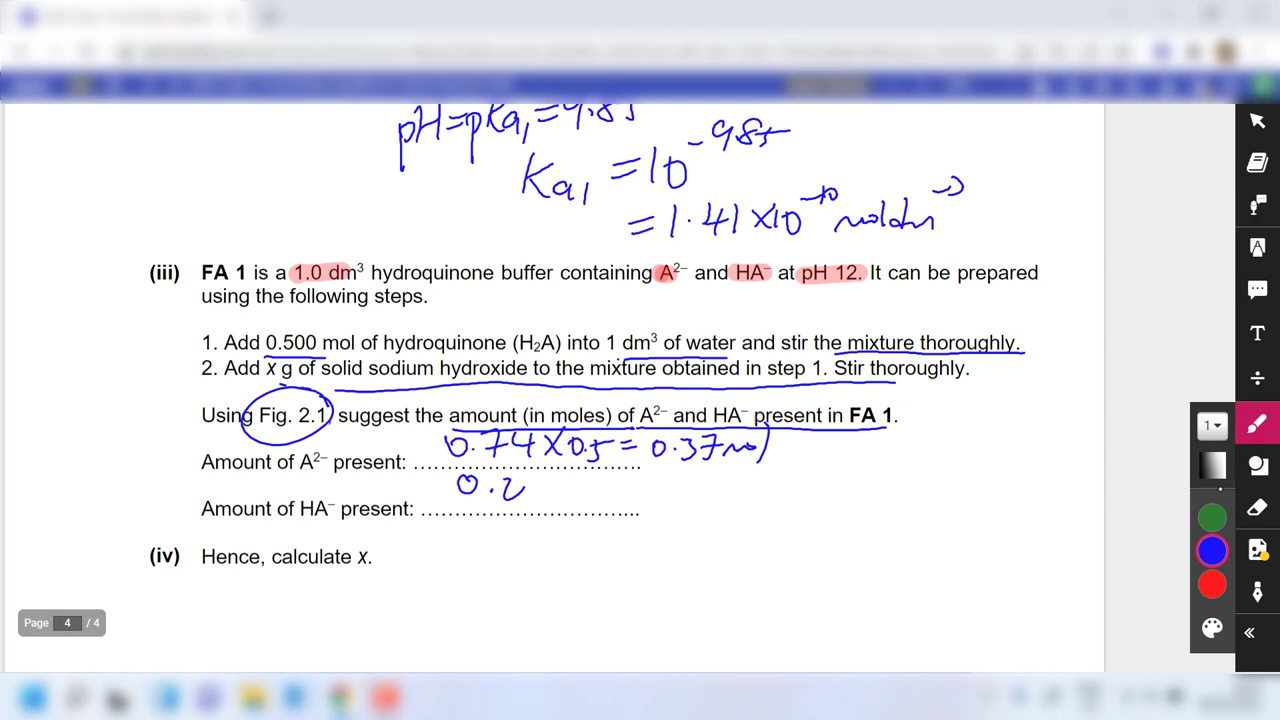 pH=pKa₁=9.85
Ka₁ =10^-9.85
=1.41×10^-10 moldm^-3
(iii) FA 1 is a 1.0 dm³ hydroquinone buffer containing A²⁻ and HA⁻ at pH 12. It can be prepared
using the following steps.
1. Add 0.500 mol of hydroquinone (H₂A) into 1 dm³ of water and stir the mixture thoroughly.
2. Add x g of solid sodium hydroxide to the mixture obtained in step 1. Stir thoroughly.
Using Fig. 2.1, suggest the amount (in moles) of A²⁻ and HA⁻ present in FA 1.
0.74×0.5=0.37mol
Amount of A²⁻ present: ……………………………….
0.2
Amount of HA⁻ present: …………………………...
(iv) Hence, calculate x.
Page 4 / 4
T
1